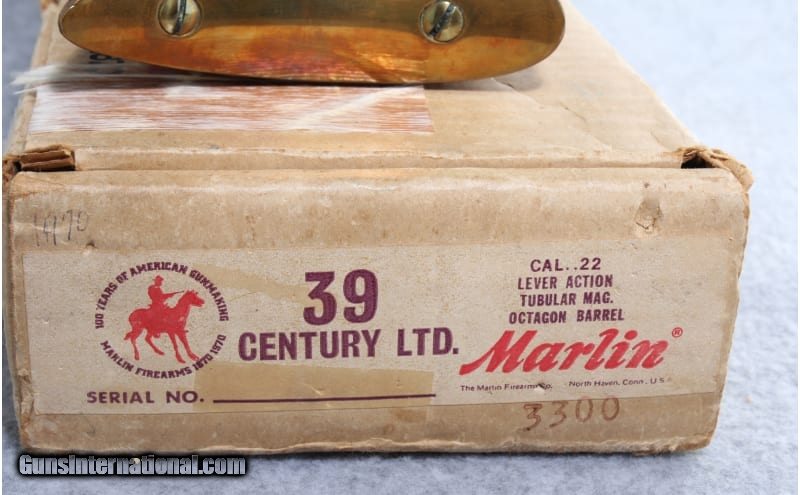 1970
100 YEARS OF AMERICAN GUNMAKING
MARLIN FIREARMS 1870 1970
39
CENTURY LTD.
SERIAL NO.
CAL..22
LEVER ACTION
TUBULAR MAG.
OCTAGON BARREL
Marlin®
The Marlin Firearms Co. North Haven, Conn., U.S.A.
3300
GunsInternational.com